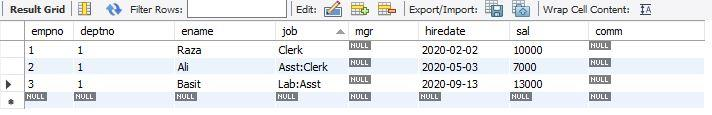 Result Grid Filter Rows: Edit: Export/Import: Wrap Cell Content: IA
empno deptno ename job mgr hiredate sal comm
1 1 Raza Clerk NULL 2020-02-02 10000 NULL
2 1 Ali Asst:Clerk NULL 2020-05-03 7000 NULL
3 1 Basit Lab:Asst NULL 2020-09-13 13000 NULL
NULL NULL NULL NULL NULL NULL NULL NULL